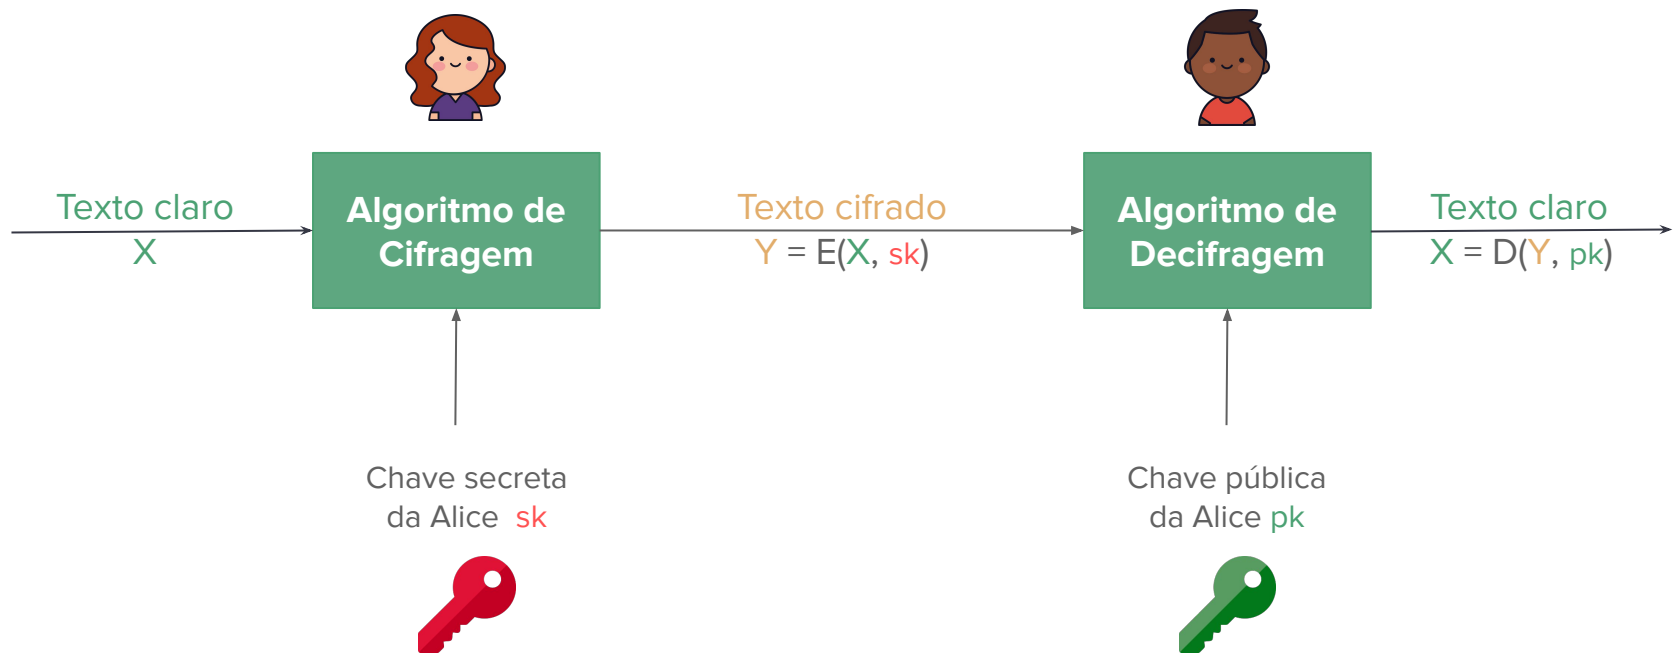 Texto claro
X
Algoritmo de
Cifragem
Texto cifrado
Y = E(X, sk)
Algoritmo de
Decifragem
Texto claro
X = D(Y, pk)
Chave secreta
da Alice sk
Chave pública
da Alice pk